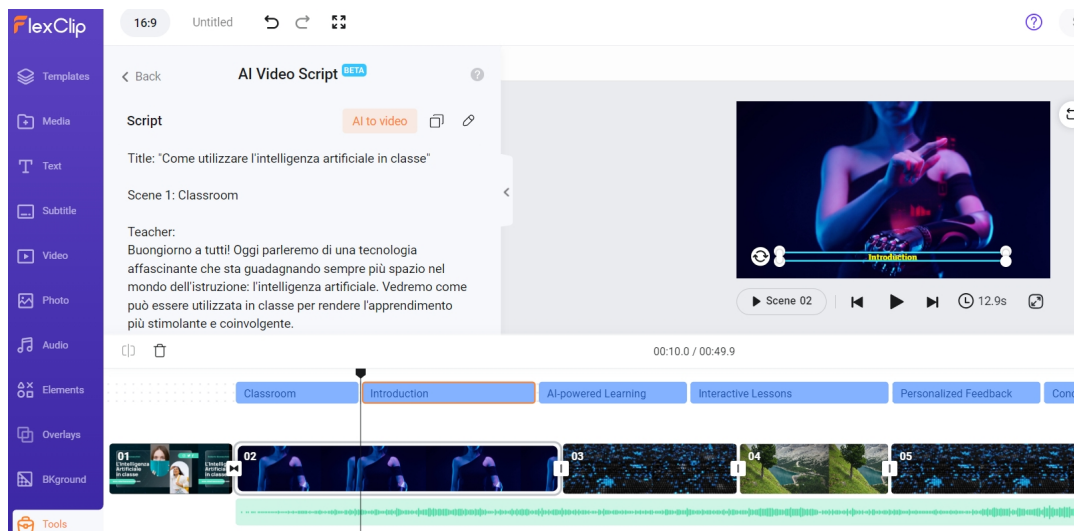 FlexClip
16:9
Untitled
Templates
Media
Text
Subtitle
Video
Photo
Audio
Elements
Overlays
BKground
Tools
Back
AI Video Script BETA
Script
AI to video
Title: "Come utilizzare l'intelligenza artificiale in classe"
Scene 1: Classroom
Teacher:
Buongiorno a tutti! Oggi parleremo di una tecnologia
affascinante che sta guadagnando sempre più spazio nel
mondo dell'istruzione: l'intelligenza artificiale. Vedremo come
può essere utilizzata in classe per rendere l'apprendimento
più stimolante e coinvolgente.
Introduction
Scene 02
12.9s
00:10.0 / 00:49.9
Classroom
Introduction
AI-powered Learning
Interactive Lessons
Personalized Feedback
Conc
01
L'intelligenza
Artificiale
in classe
02
03
04
05